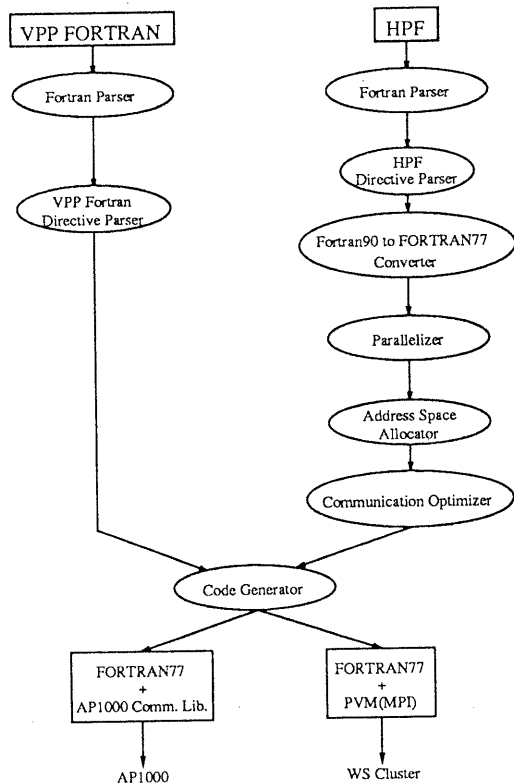 VPP FORTRAN
HPF
Fortran Parser
Fortran Parser
HPF
Directive Parser
VPP Fortran
Directive Parser
Fortran90 to FORTRAN77
Converter
Parallelizer
Address Space
Allocator
Communication Optimizer
Code Generator
FORTRAN77
+
AP1000 Comm. Lib.
FORTRAN77
+
PVM(MPI)
AP1000
WS Cluster